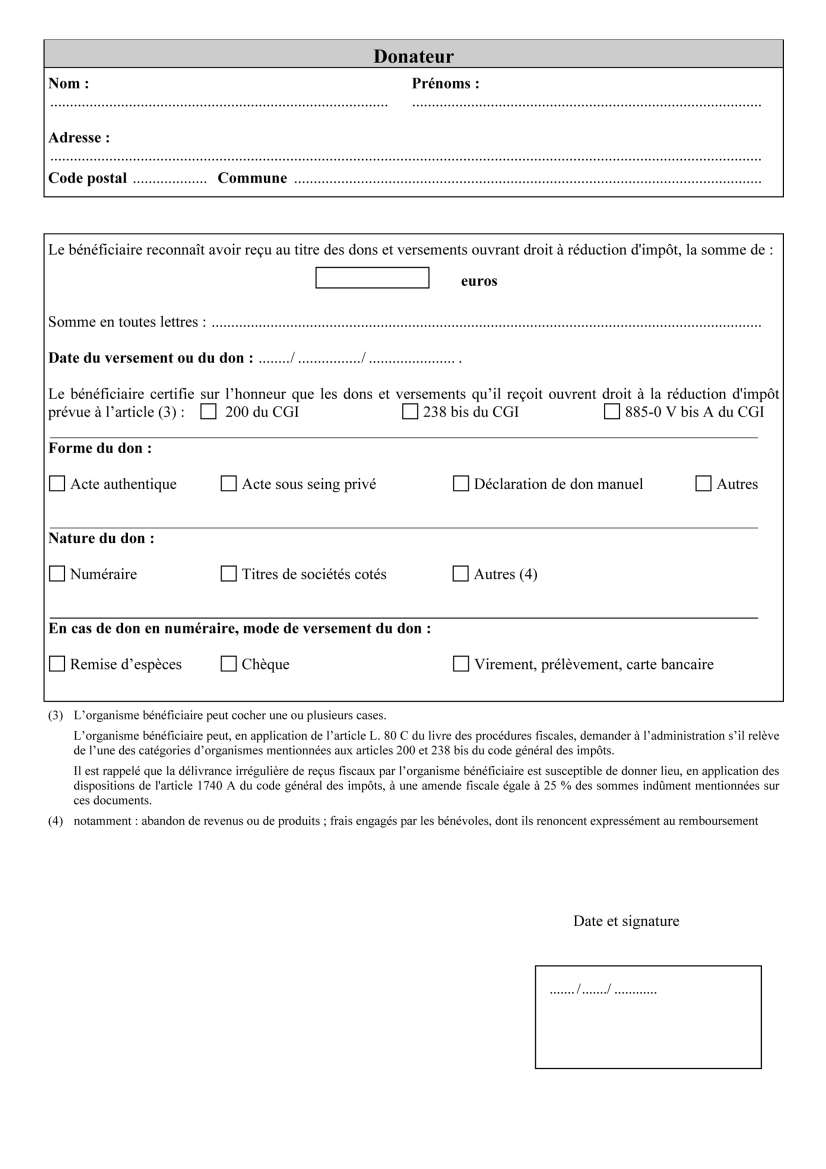 Donateur
Nom : Prénoms :
.................................................................................... .......................................................................................
Adresse :
.................................................................................................................................................................................
Code postal ................... Commune .....................................................................................................................
Le bénéficiaire reconnaît avoir reçu au titre des dons et versements ouvrant droit à réduction d'impôt, la somme de :
euros
Somme en toutes lettres : .........................................................................................................................................
Date du versement ou du don : ......../ ................/ ...................... .
Le bénéficiaire certifie sur l’honneur que les dons et versements qu’il reçoit ouvrent droit à la réduction d'impôt
prévue à l’article (3) : 200 du CGI 238 bis du CGI 885-0 V bis A du CGI
Forme du don :
Acte authentique Acte sous seing privé Déclaration de don manuel Autres
Nature du don :
Numéraire Titres de sociétés cotés Autres (4)
En cas de don en numéraire, mode de versement du don :
Remise d’espèces Chèque Virement, prélèvement, carte bancaire
(3) L’organisme bénéficiaire peut cocher une ou plusieurs cases.
L’organisme bénéficiaire peut, en application de l’article L. 80 C du livre des procédures fiscales, demander à l’administration s’il relève
de l’une des catégories d’organismes mentionnées aux articles 200 et 238 bis du code général des impôts.
Il est rappelé que la délivrance irrégulière de reçus fiscaux par l’organisme bénéficiaire est susceptible de donner lieu, en application des
dispositions de l'article 1740 A du code général des impôts, à une amende fiscale égale à 25 % des sommes indûment mentionnées sur
ces documents.
(4) notamment : abandon de revenus ou de produits ; frais engagés par les bénévoles, dont ils renoncent expressément au remboursement
Date et signature
......./......./ ............